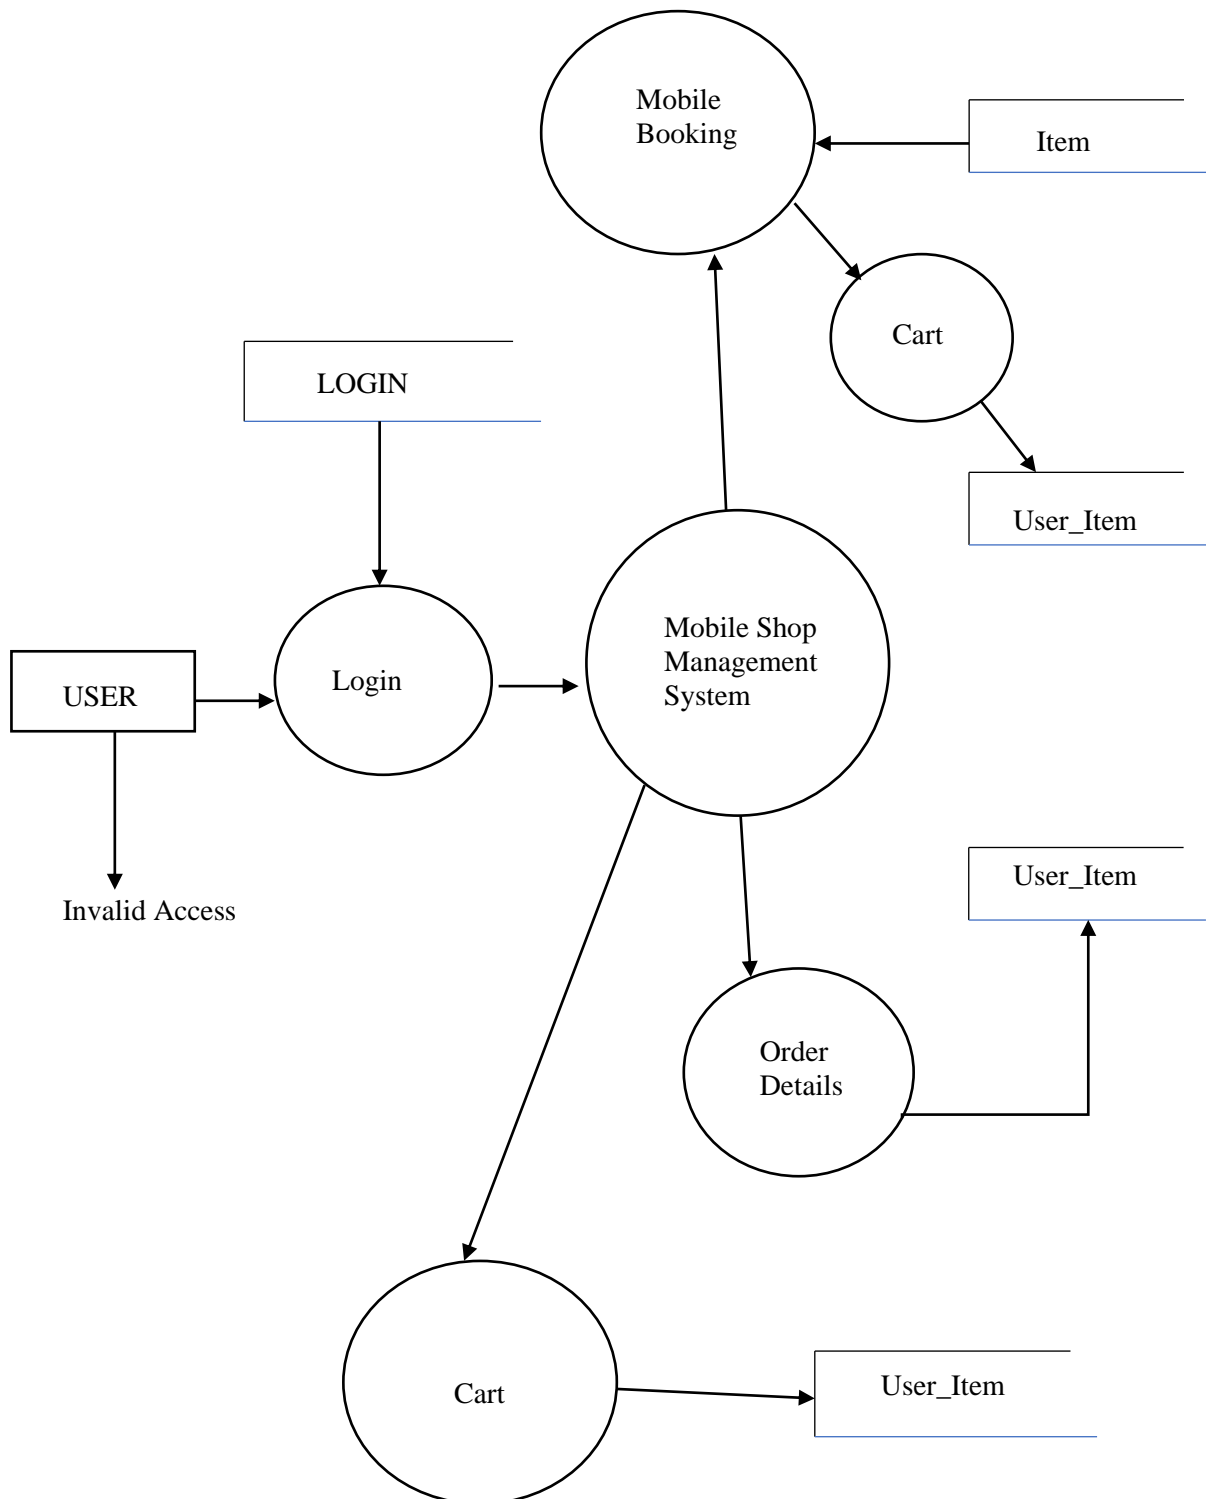 Mobile
Booking
Item
Cart
LOGIN
User_Item
Mobile Shop
Management
System
Login
USER
User_Item
Invalid Access
Order
Details
User_Item
Cart